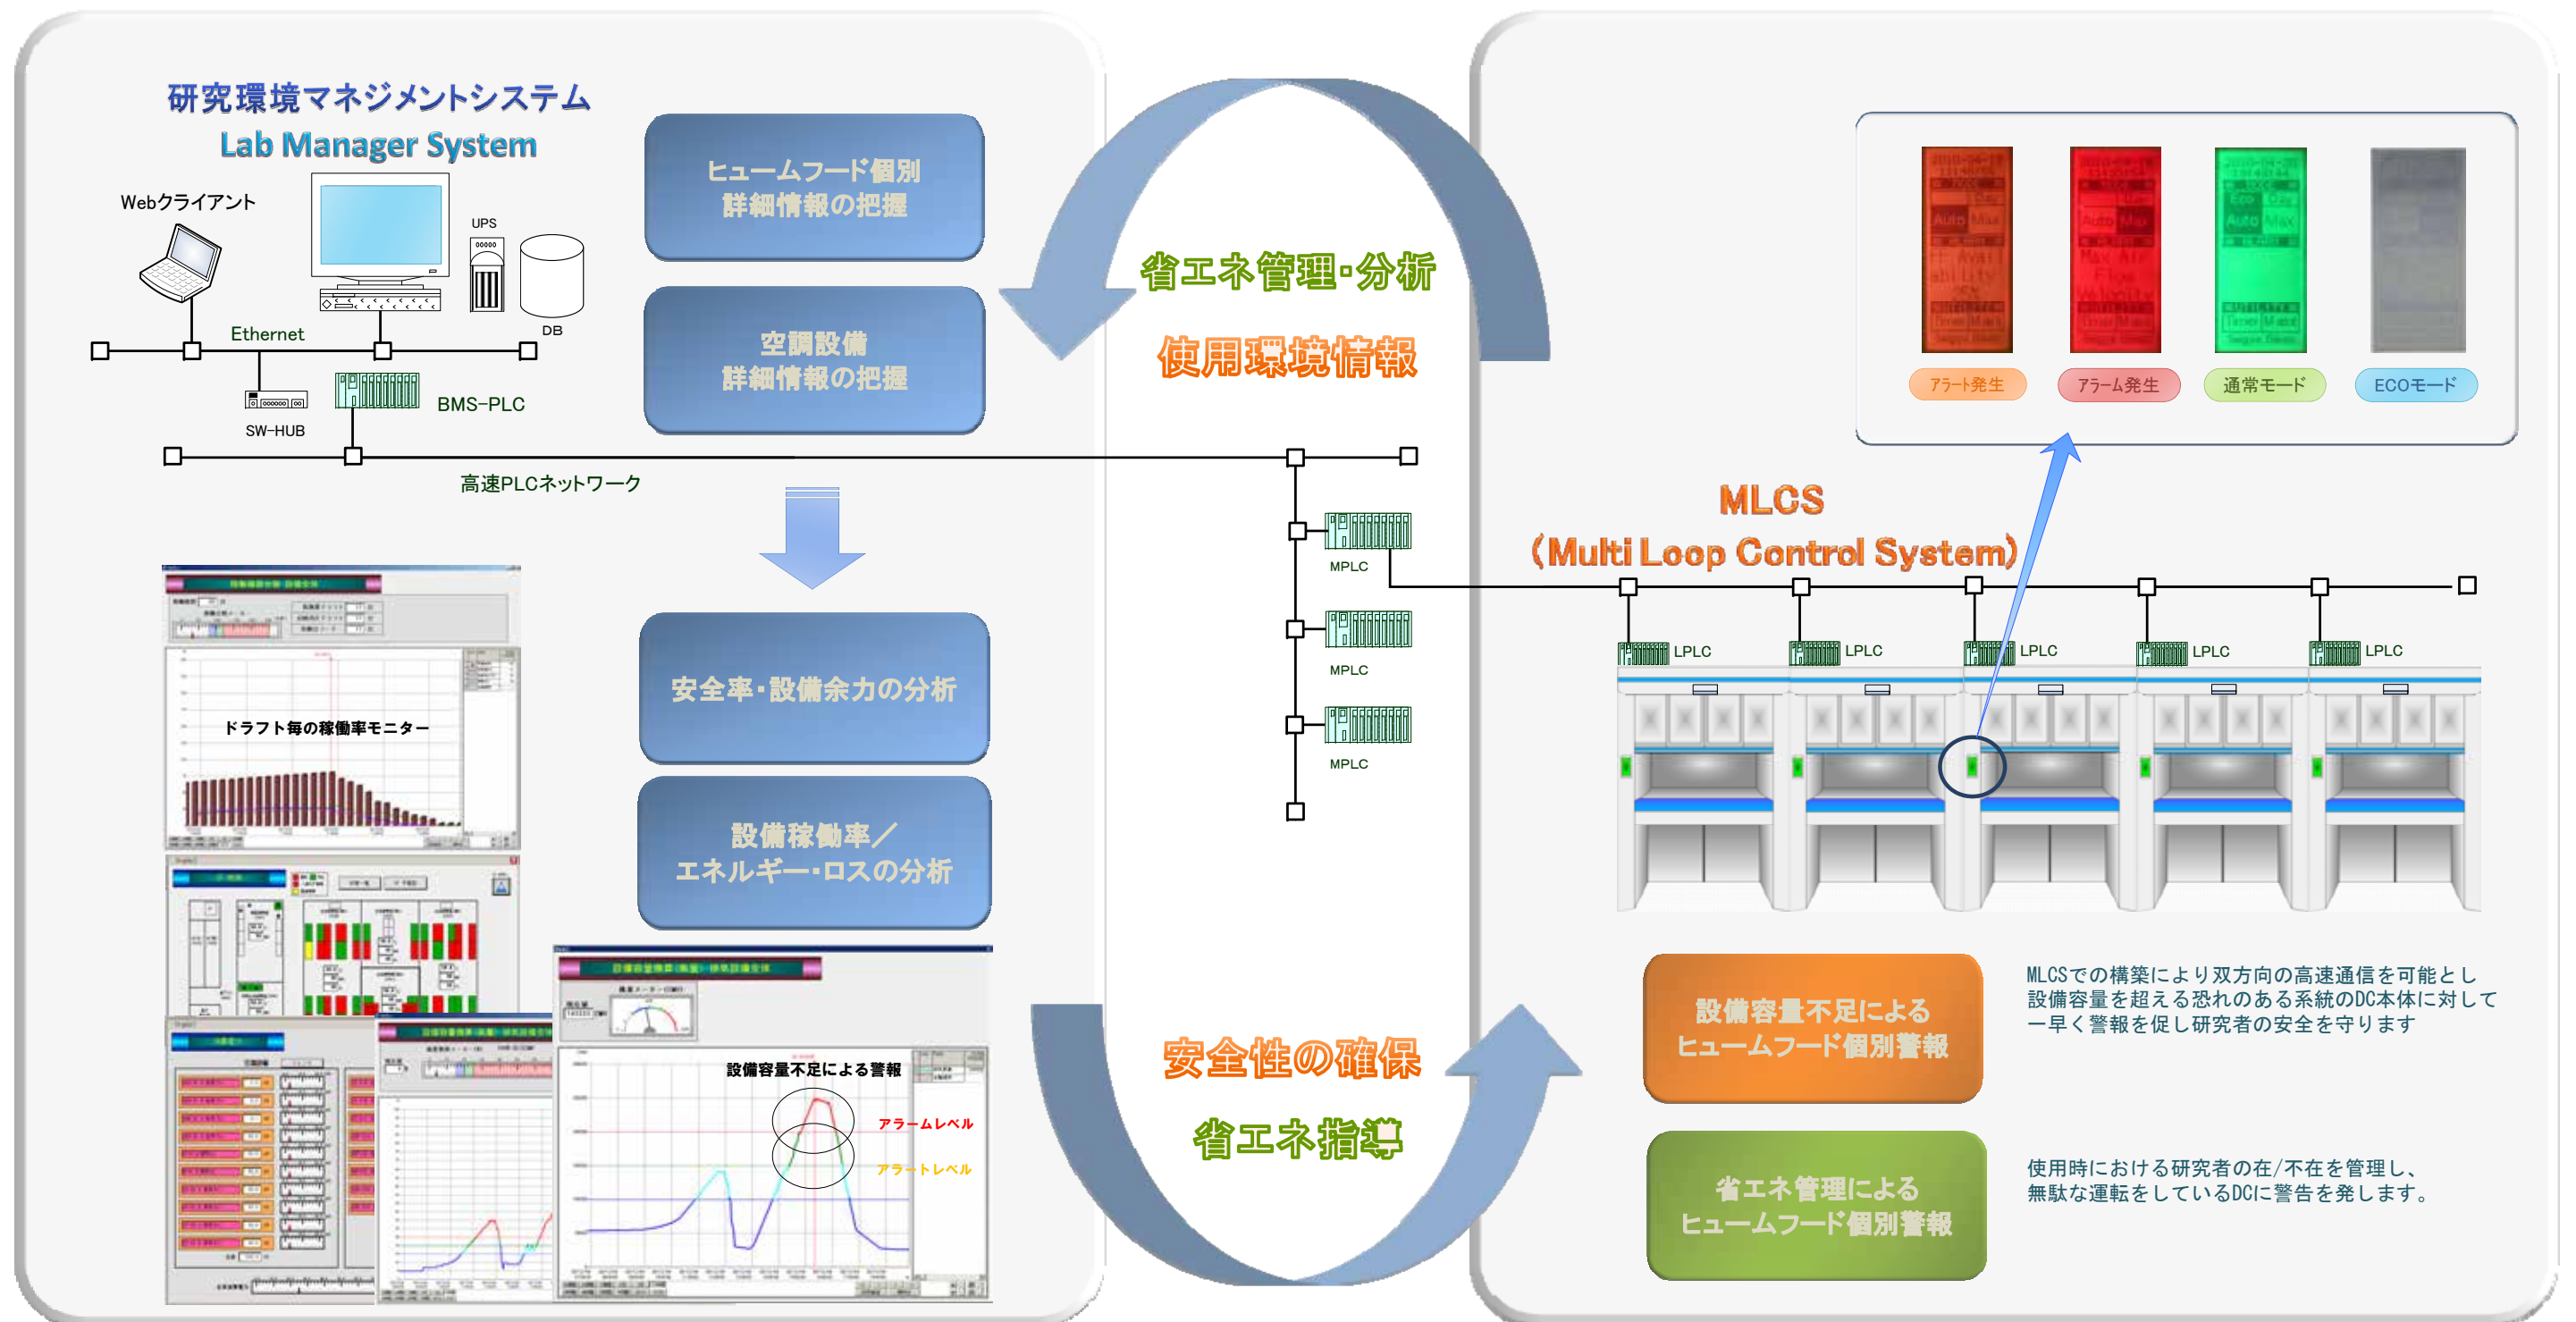 研究環境マネジメントシステム
Lab Manager System
Webクライアント
UPS
DB
Ethernet
SW-HUB
BMS-PLC
高速PLCネットワーク
ヒュームフード個別
詳細情報の把握
空調設備
詳細情報の把握
安全率・設備余力の分析
設備稼働率／
エネルギー・ロスの分析
ドラフト毎の稼働率モニター
設備容量不足による警報
アラームレベル
アラートレベル
省エネ管理・分析
使用環境情報
MPLC
MPLC
MPLC
安全性の確保
省エネ指導
Auto Max
アラート発生
アラーム発生
通常モード
ECOモード
MLCS
（Multi Loop Control System）
LPLC
LPLC
LPLC
LPLC
LPLC
設備容量不足による
ヒュームフード個別警報
MLCSでの構築により双方向の高速通信を可能とし
設備容量を超える恐れのある系統のDC本体に対して
一早く警報を促し研究者の安全を守ります
省エネ管理による
ヒュームフード個別警報
使用時における研究者の在/不在を管理し、
無駄な運転をしているDCに警告を発します。